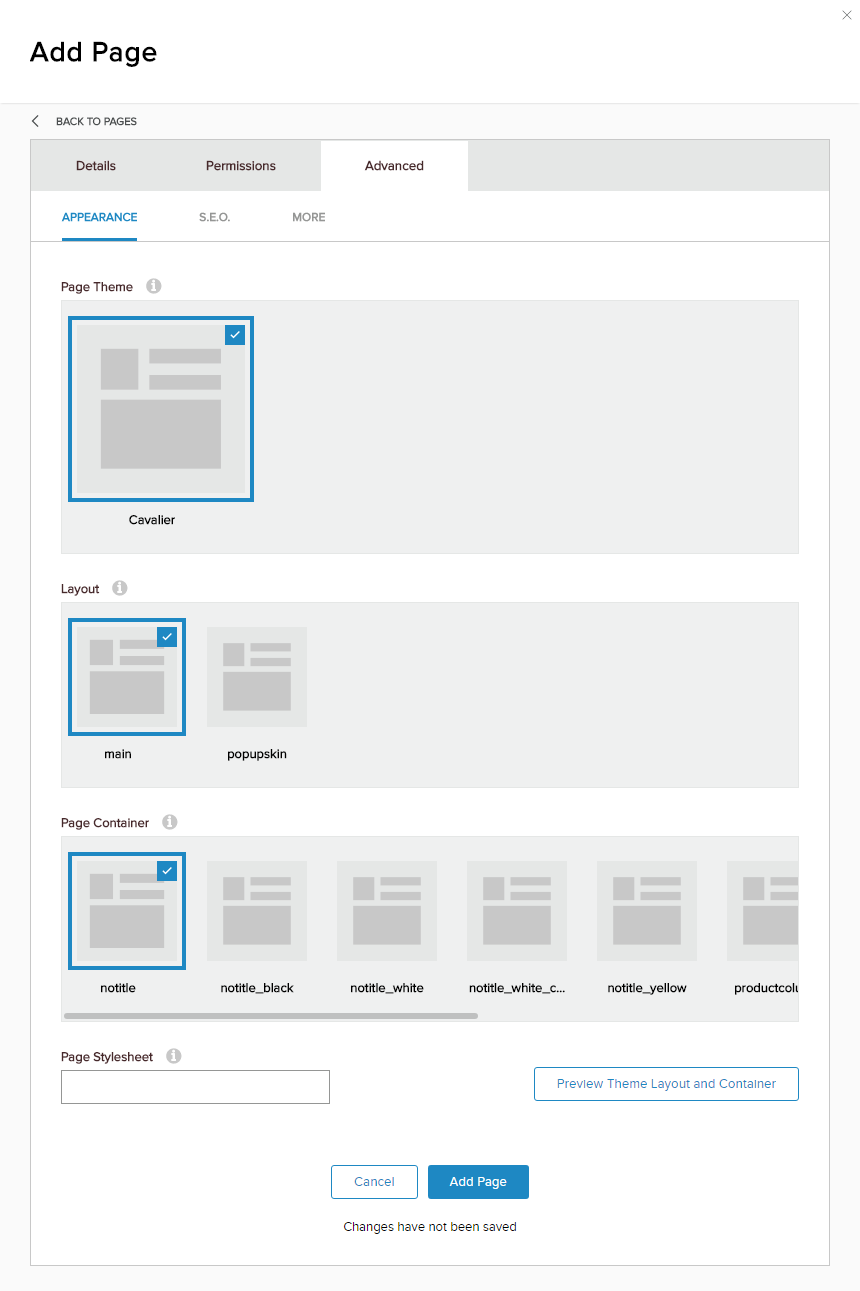 Add Page
BACK TO PAGES
Details Permissions Advanced
APPEARANCE S.E.O. MORE
Page Theme
Cavalier
Layout
main popupskin
Page Container
notitle notitle_black notitle_white notitle_white_c... notitle_yellow productcolu
Page Stylesheet
Preview Theme Layout and Container
Cancel Add Page
Changes have not been saved